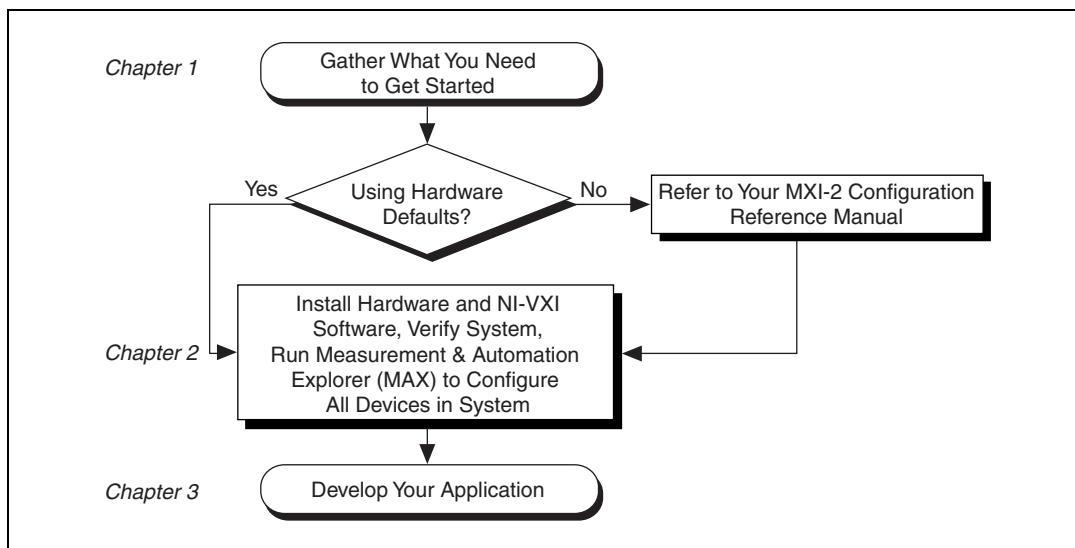 Chapter 1
Gather What You Need
to Get Started
Yes
Using Hardware
Defaults?
No
Refer to Your MXI-2 Configuration
Reference Manual
Chapter 2
Install Hardware and NI-VXI
Software, Verify System,
Run Measurement & Automation
Explorer (MAX) to Configure
All Devices in System
Chapter 3
Develop Your Application